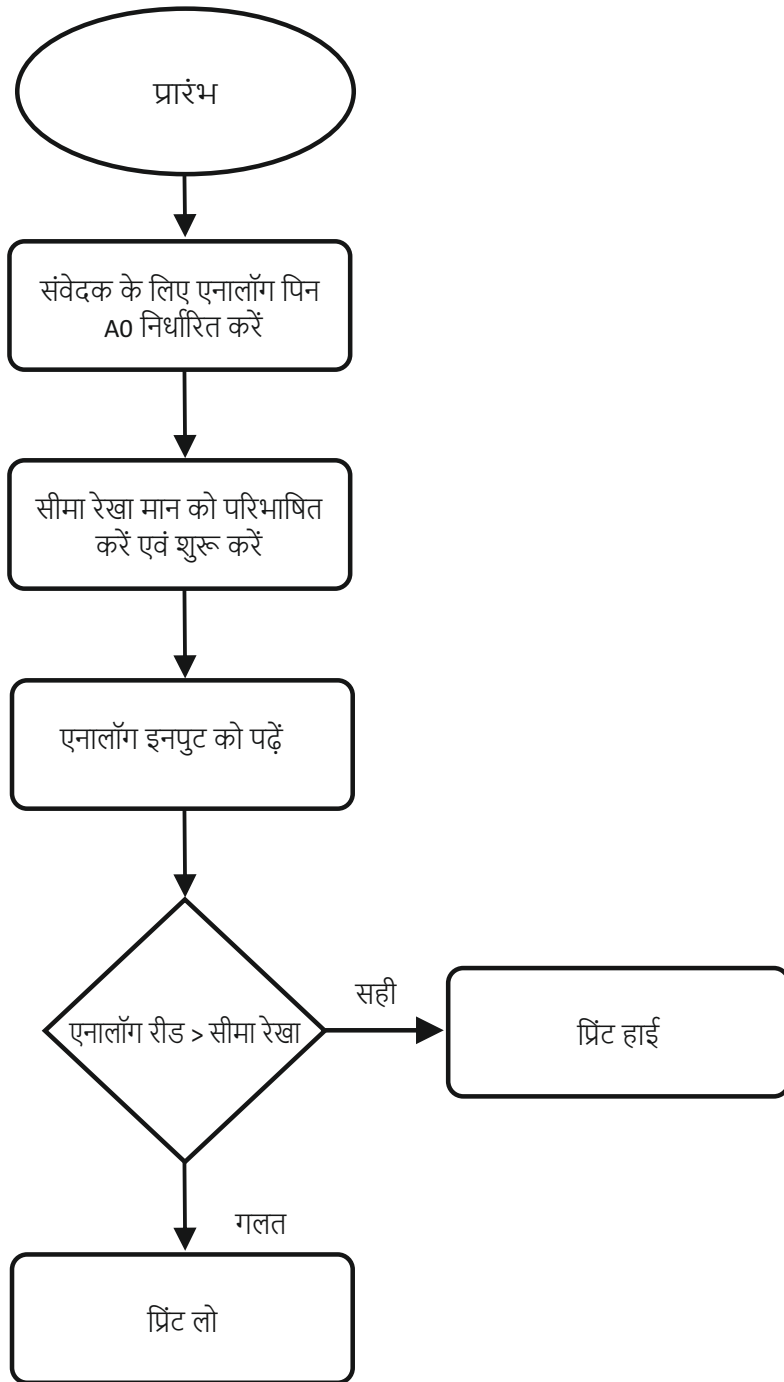 प्रारंभ
संवेदक के लिए एनालॉग पिन
A0 निर्धारित करें
सीमा रेखा मान को परिभाषित
करें एवं शुरू करें
एनालॉग इनपुट को पढ़ें
एनालॉग रीड > सीमा रेखा
सही
प्रिंट हाई
गलत
प्रिंट लो